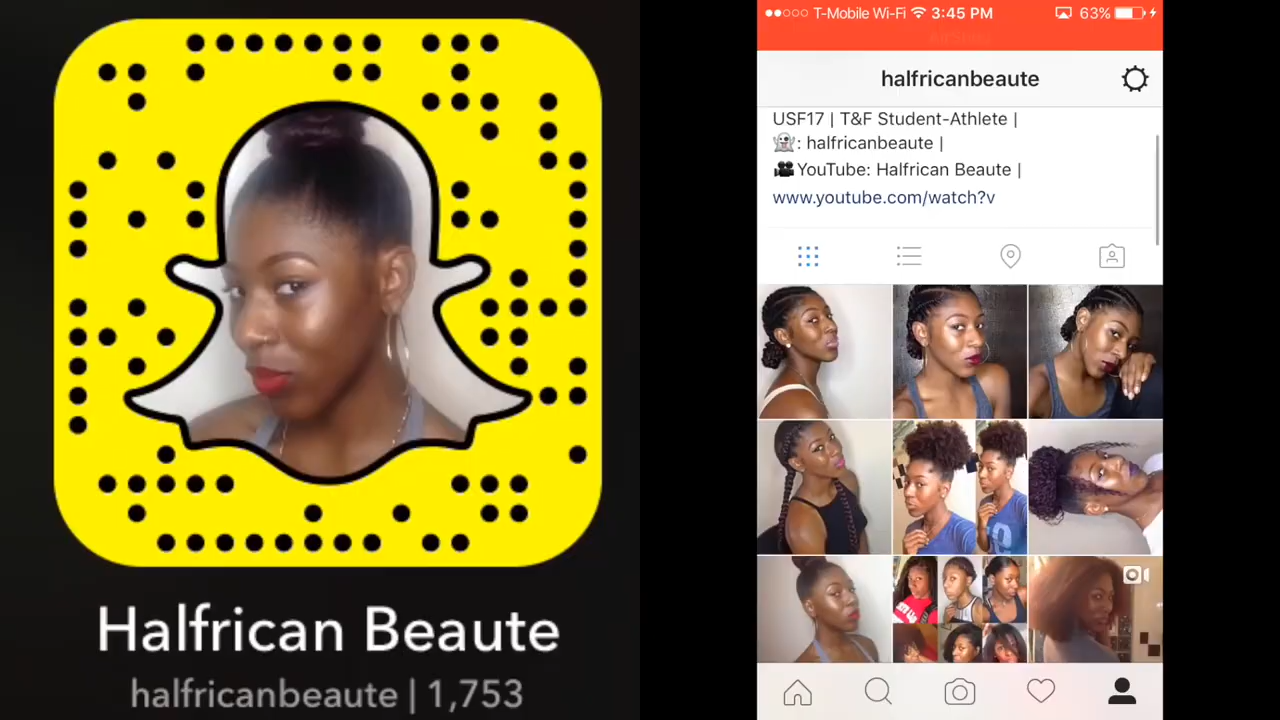 Halfrican Beaute
halfricanbeaute | 1,753
T-Mobile Wi-Fi 3:45 PM 63%
halfricanbeaute
USF17 | T&F Student-Athlete |
👻: halfricanbeaute |
🎥YouTube: Halfrican Beaute |
www.youtube.com/watch?v